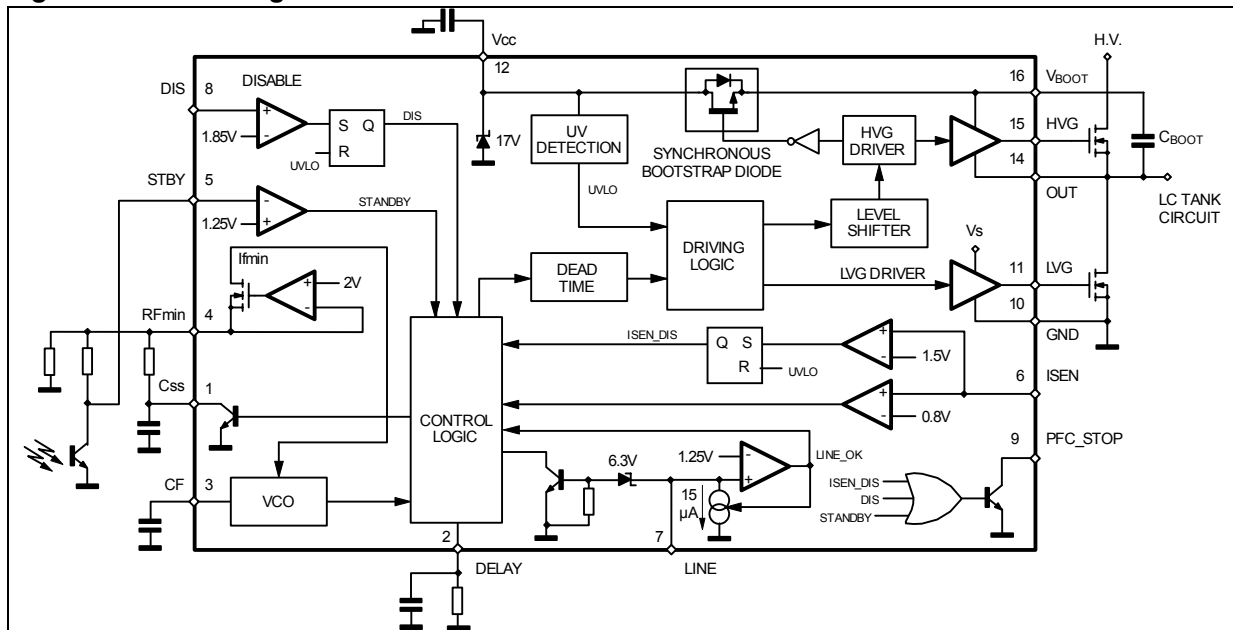 Vcc
H.V.
12
16
VBOOT
DIS
8
DISABLE
DIS
S Q
R
1.85V
UVLO
17V
UV
DETECTION
SYNCHRONOUS
BOOTSTRAP DIODE
HVG
DRIVER
15
HVG
CBOOT
14
OUT
LC TANK
CIRCUIT
STBY
5
STANDBY
1.25V
UVLO
LEVEL
SHIFTER
DRIVING
LOGIC
Vs
Ifmin
2V
DEAD
TIME
LVG DRIVER
11
LVG
10
GND
RFmin
4
ISEN_DIS
Q S
R
UVLO
1.5V
6
ISEN
Css
1
0.8V
CONTROL
LOGIC
9
PFC_STOP
6.3V
1.25V
LINE_OK
ISEN_DIS
DIS
STANDBY
CF
3
VCO
15
µA
2
7
DELAY
LINE